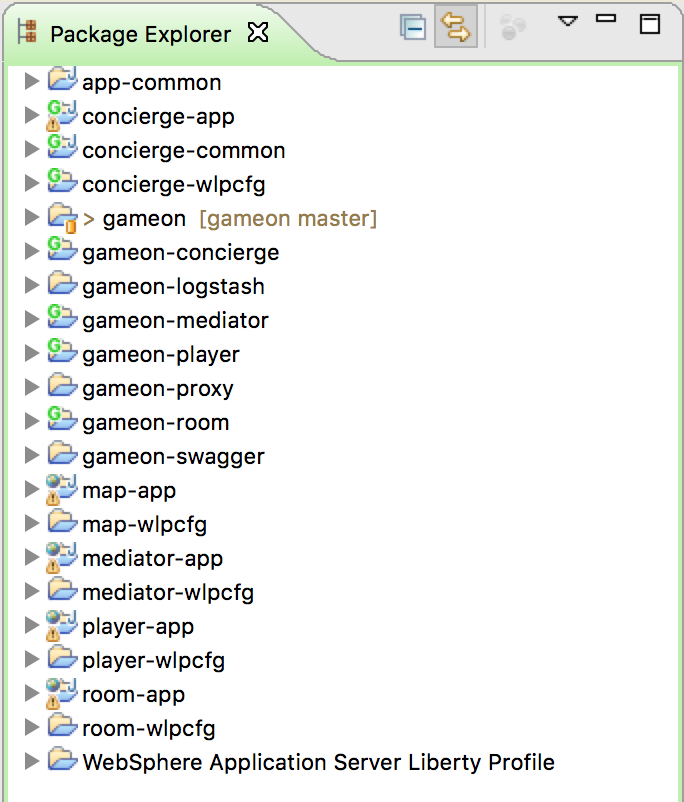 Package Explorer
app-common
concierge-app
concierge-common
concierge-wlpcfg
> gameon [gameon master]
gameon-concierge
gameon-logstash
gameon-mediator
gameon-player
gameon-proxy
gameon-room
gameon-swagger
map-app
map-wlpcfg
mediator-app
mediator-wlpcfg
player-app
player-wlpcfg
room-app
room-wlpcfg
WebSphere Application Server Liberty Profile